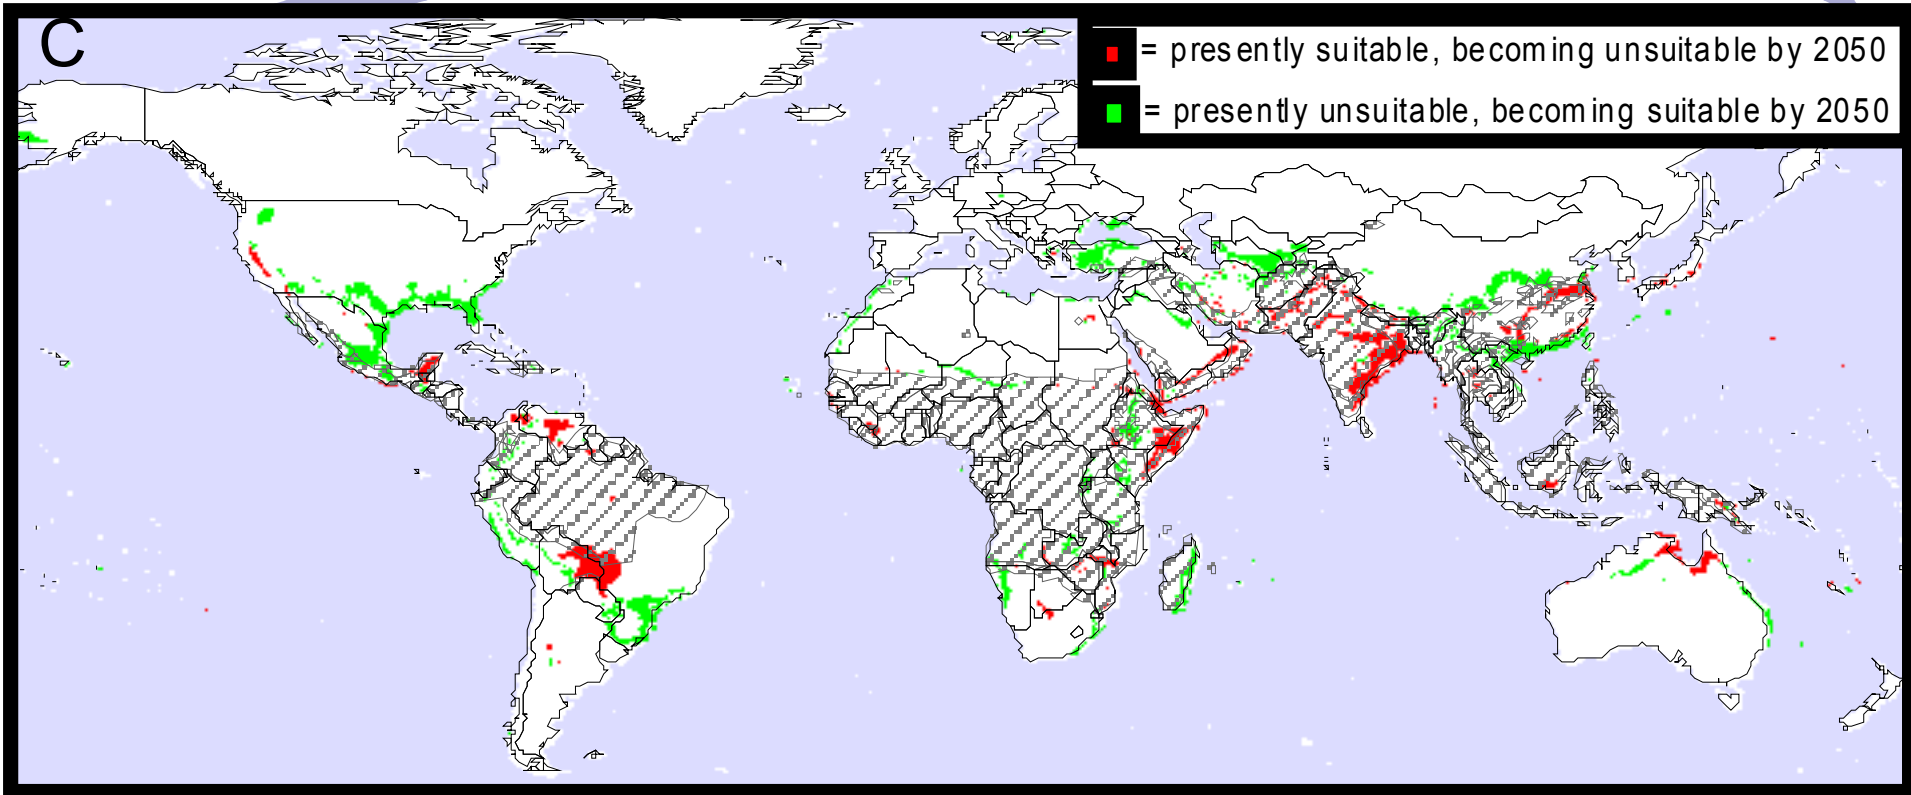 C
= presently suitable, becoming unsuitable by 2050
= presently unsuitable, becoming suitable by 2050